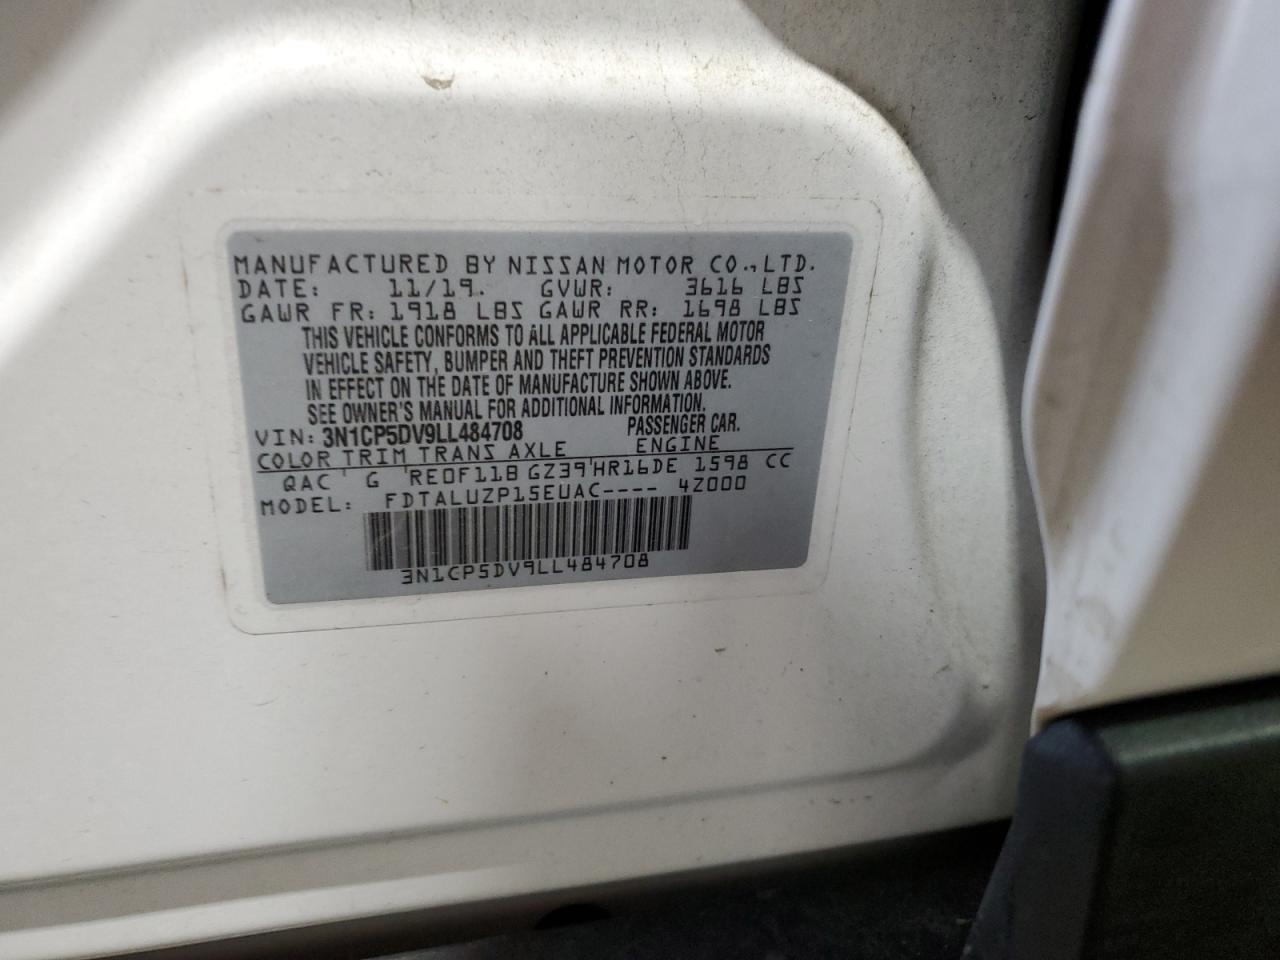 MANUFACTURED BY NISSAN MOTOR CO., LTD.
DATE: 11/19. GVWR: 3616 LBS
GAWR FR: 1918 LBS GAWR RR: 1698 LBS
THIS VEHICLE CONFORMS TO ALL APPLICABLE FEDERAL MOTOR
VEHICLE SAFETY, BUMPER AND THEFT PREVENTION STANDARDS
IN EFFECT ON THE DATE OF MANUFACTURE SHOWN ABOVE.
SEE OWNER'S MANUAL FOR ADDITIONAL INFORMATION.
VIN: 3N1CP5DV9LL484708 PASSENGER CAR.
COLOR TRIM TRANS AXLE ENGINE
QAC ' G ' RE0F11B GZ39 ' HR16DE 1598 CC
MODEL: FDTALUZP15EUAC---- 4Z000
3N1CP5DV9LL484708